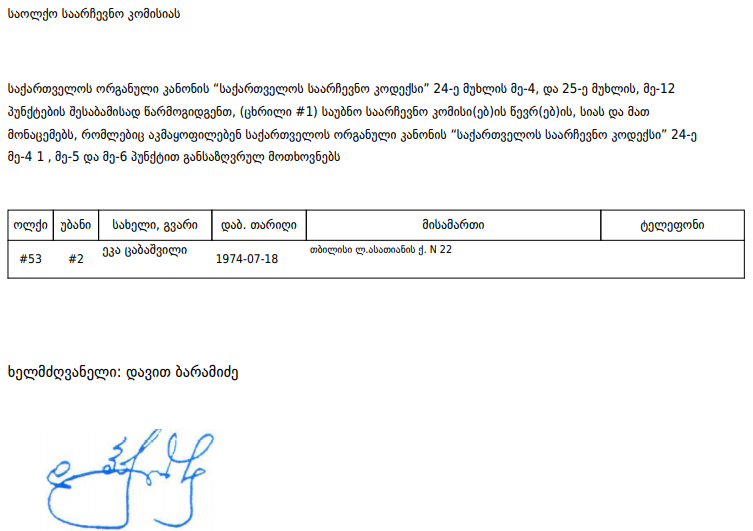 საოლქო საარჩევნო კომისიას
საქართველოს ორგანული კანონის “საქართველოს საარჩევნო კოდექსი” 24-ე მუხლის მე-4, და 25-ე მუხლის, მე-12
პუნქტების შესაბამისად წარმოგიდგენთ, (ცხრილი #1) საუბნო საარჩევნო კომისი(ებ)ის წევრ(ებ)ის, სიას და მათ
მონაცემებს, რომლებიც აკმაყოფილებენ საქართველოს ორგანული კანონის “საქართველოს საარჩევნო კოდექსი” 24-ე
მე-4 1 , მე-5 და მე-6 პუნქტით განსაზღვრულ მოთხოვნებს
ოლქი უბანი სახელი, გვარი დაბ. თარიღი მისამართი ტელეფონი
#53 #2 ეკა ცაბაშვილი 1974-07-18 თბილისი ლ.ასათიანის ქ. N 22
ხელმძღვანელი: დავით ბარამიძე